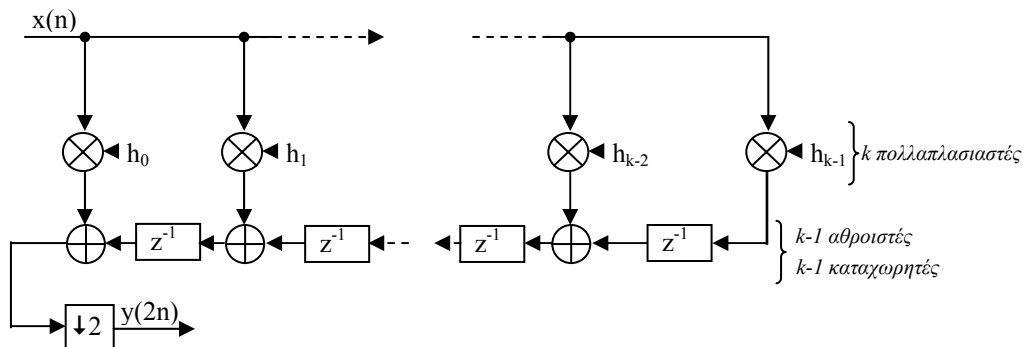 x(n)
h₀ h₁ hₖ₋₂ hₖ₋₁ k πολλαπλασιαστές
z⁻¹ z⁻¹ z⁻¹ z⁻¹
k-1 αθροιστές
k-1 καταχωρητές
↓2 y(2n)